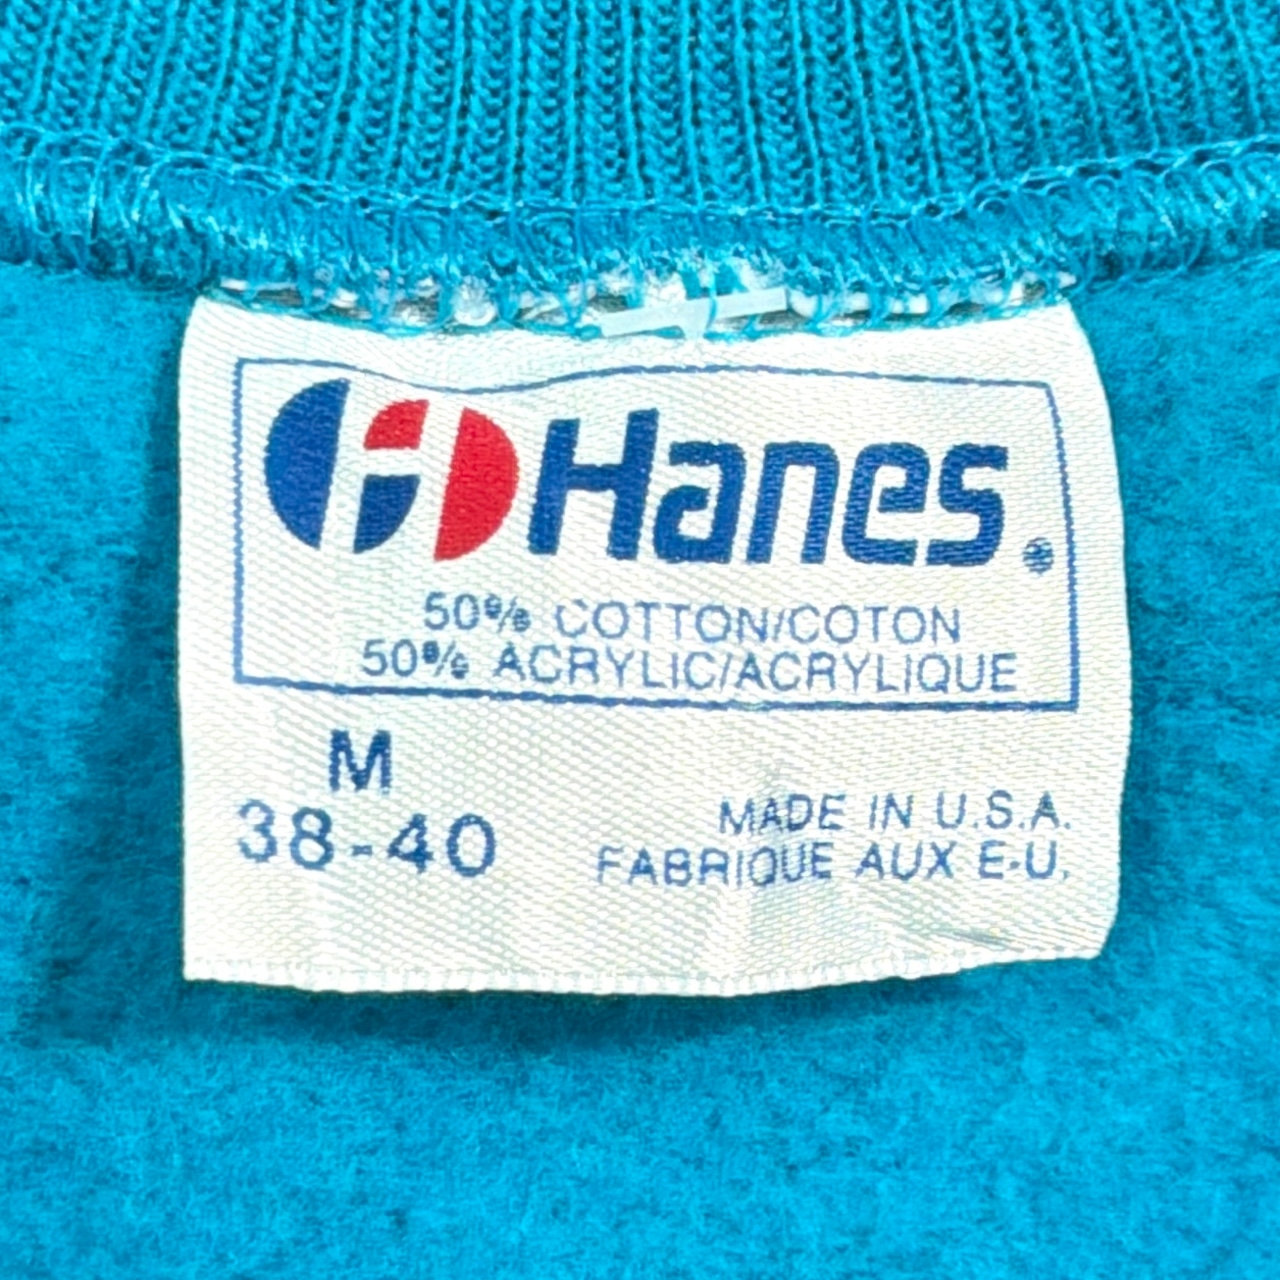 Hanes®
50% COTTON/COTON
50% ACRYLIC/ACRYLIQUE
M
38-40
MADE IN U.S.A.
FABRIQUE AUX E-U.